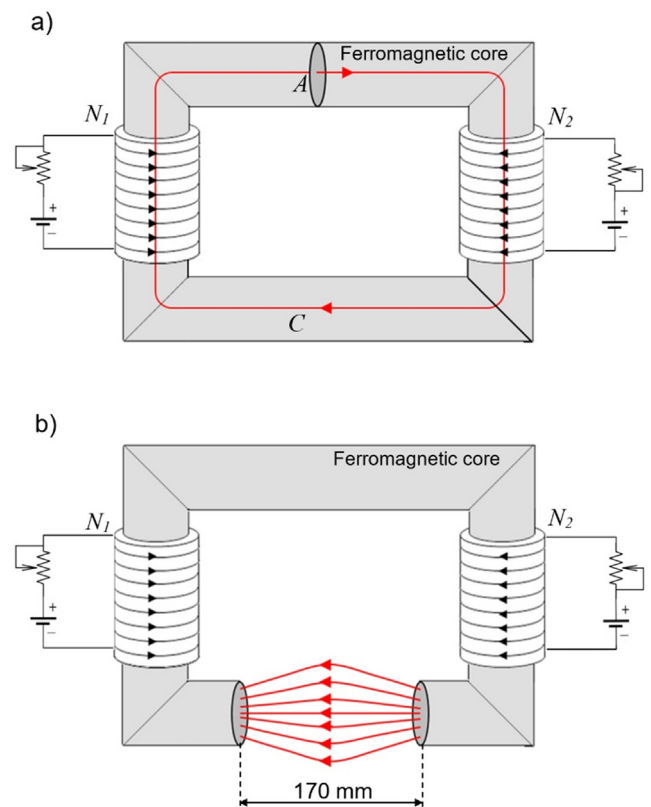 a)
Ferromagnetic core
A
N1
N2
+
−
+
−
C
b)
Ferromagnetic core
N1
N2
+
−
+
−
170 mm